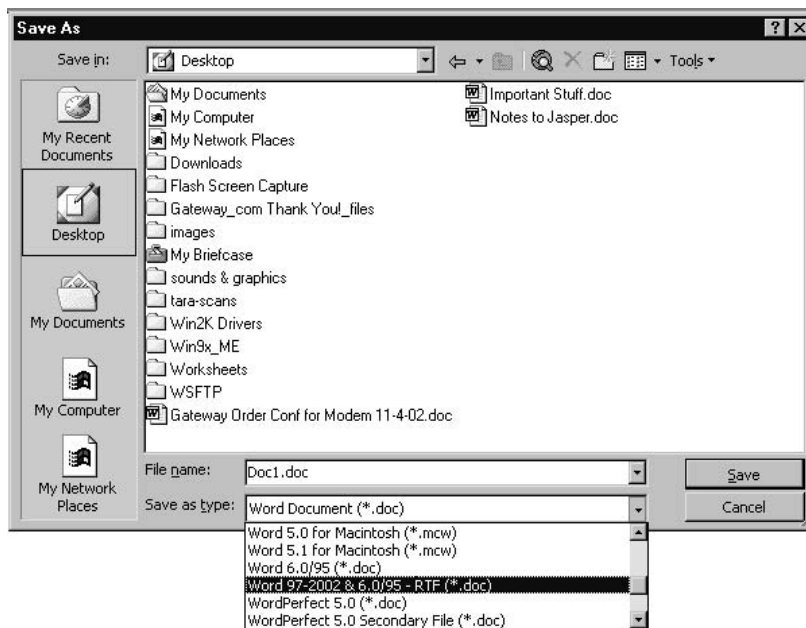 Save As
Save in:
Desktop
Tools
My Recent
Documents
Desktop
My Documents
My Computer
My Network
Places
My Documents
My Computer
My Network Places
Downloads
Flash Screen Capture
Gateway_com Thank You!_files
images
My Briefcase
sounds & graphics
tara-scans
Win2K Drivers
Win9x_ME
Worksheets
WSFTP
Gateway Order Conf for Modem 11-4-02.doc
Important Stuff.doc
Notes to Jasper.doc
File name:
Doc1.doc
Save
Save as type:
Word Document (*.doc)
Cancel
Word 5.0 for Macintosh (*.mcw)
Word 5.1 for Macintosh (*.mcw)
Word 6.0/95 (*.doc)
Word 97-2002 & 6.0/95 - RTF (*.doc)
WordPerfect 5.0 (*.doc)
WordPerfect 5.0 Secondary File (*.doc)